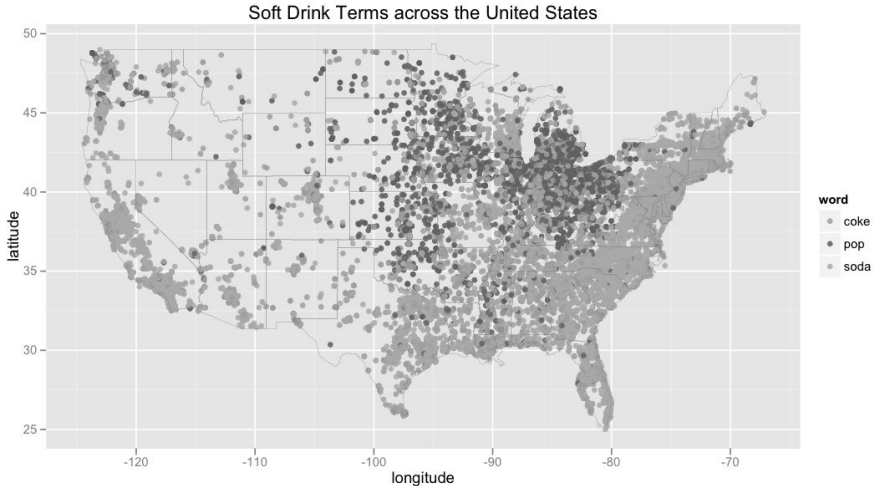 Soft Drink Terms across the United States
50
45
40
35
30
25
latitude
-120 -110 -100 -90 -80 -70
longitude
word
coke
pop
soda